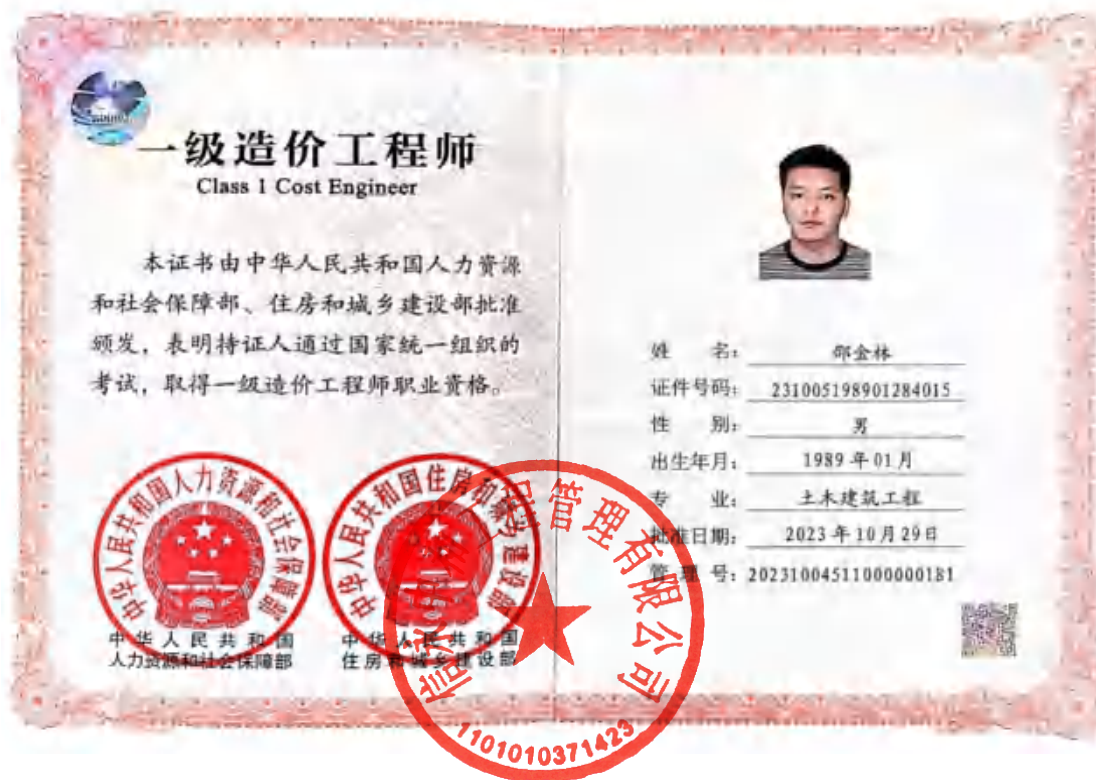 一级造价工程师
Class 1 Cost Engineer
本证书由中华人民共和国人力资源
和社会保障部、住房和城乡建设部批准
颁发，表明持证人通过国家统一组织的
考试，取得一级造价工程师职业资格。
中华人民共和国人力资源和社会保障部
中华人民共和国住房和城乡建设部
中华人民共和国
人力资源和社会保障部
中华人民共和国
住房和城乡建设部
姓 名： 邵金林
证件号码： 231005198901284015
性 别： 男
出生年月： 1989年01月
专 业： 土木建筑工程
批准日期： 2023年10月29日
管 理 号：20231004511000000181
管理有限公司
1101010371423